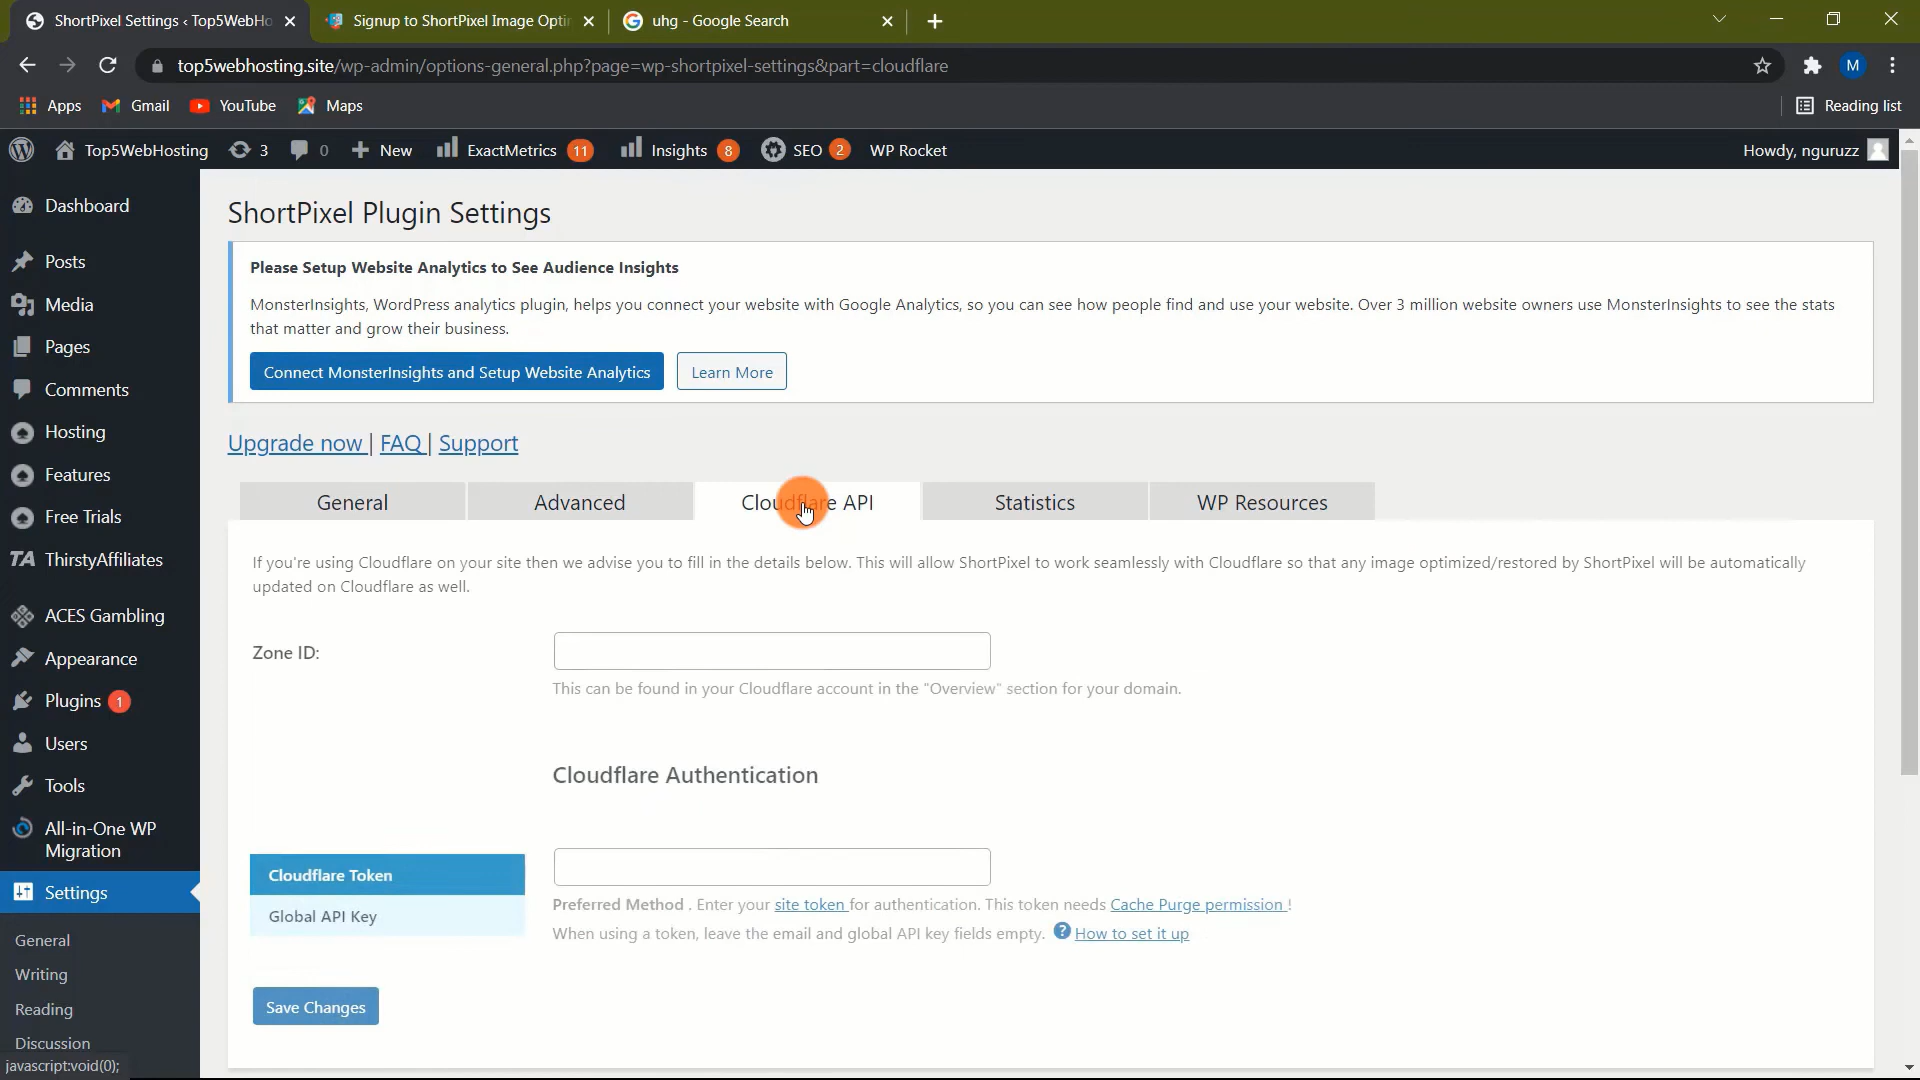 ShortPixel Settings ‹ Top5WebHo
Signup to ShortPixel Image Opti
uhg - Google Search
top5webhosting.site/wp-admin/options-general.php?page=wp-shortpixel-settings&part=cloudflare
M
Apps
Gmail
YouTube
Maps
Reading list
Top5WebHosting
3
0
New
ExactMetrics 11
Insights 8
SEO 2
WP Rocket
Howdy, nguruzz
Dashboard
Posts
Media
Pages
Comments
Hosting
Features
Free Trials
TA ThirstyAffiliates
ACES Gambling
Appearance
Plugins 1
Users
Tools
All-in-One WP
Migration
Settings
General
Writing
Reading
Discussion
javascript:void(0);
ShortPixel Plugin Settings
Please Setup Website Analytics to See Audience Insights
MonsterInsights, WordPress analytics plugin, helps you connect your website with Google Analytics, so you can see how people find and use your website. Over 3 million website owners use MonsterInsights to see the stats
that matter and grow their business.
Connect MonsterInsights and Setup Website Analytics
Learn More
Upgrade now | FAQ | Support
General
Advanced
Cloudflare API
Statistics
WP Resources
If you're using Cloudflare on your site then we advise you to fill in the details below. This will allow ShortPixel to work seamlessly with Cloudflare so that any image optimized/restored by ShortPixel will be automatically
updated on Cloudflare as well.
Zone ID:
This can be found in your Cloudflare account in the "Overview" section for your domain.
Cloudflare Authentication
Cloudflare Token
Global API Key
Preferred Method . Enter your site token for authentication. This token needs Cache Purge permission !
When using a token, leave the email and global API key fields empty. ? How to set it up
Save Changes